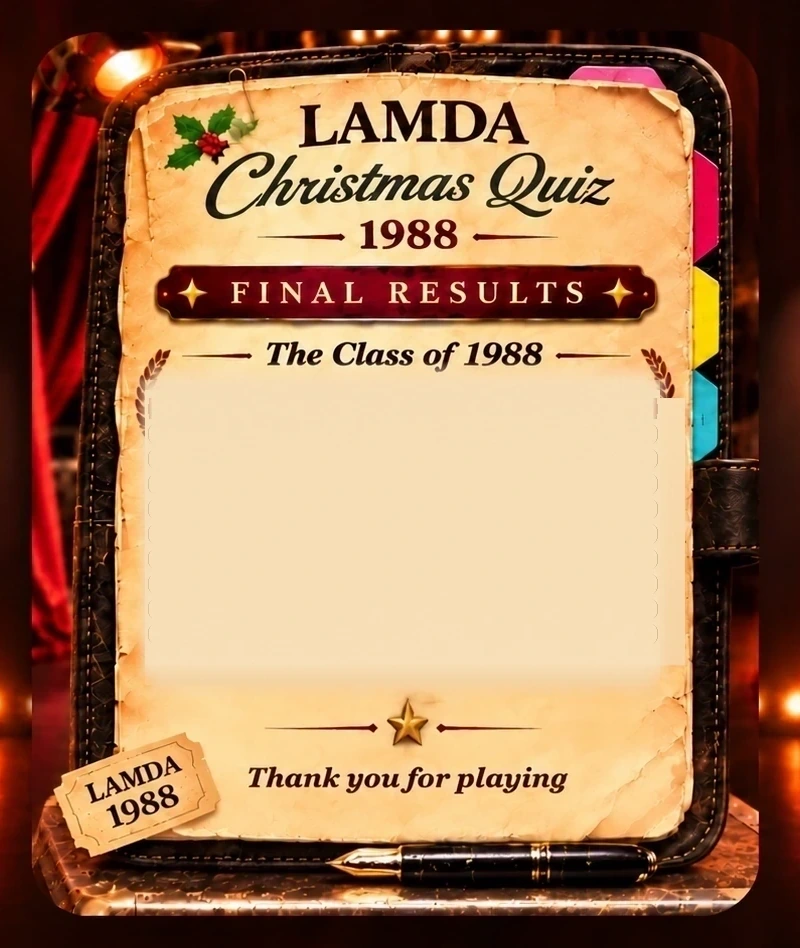 LAMDA
Christmas Quiz
1988
FINAL RESULTS
The Class of 1988
Thank you for playing
LAMDA
1988